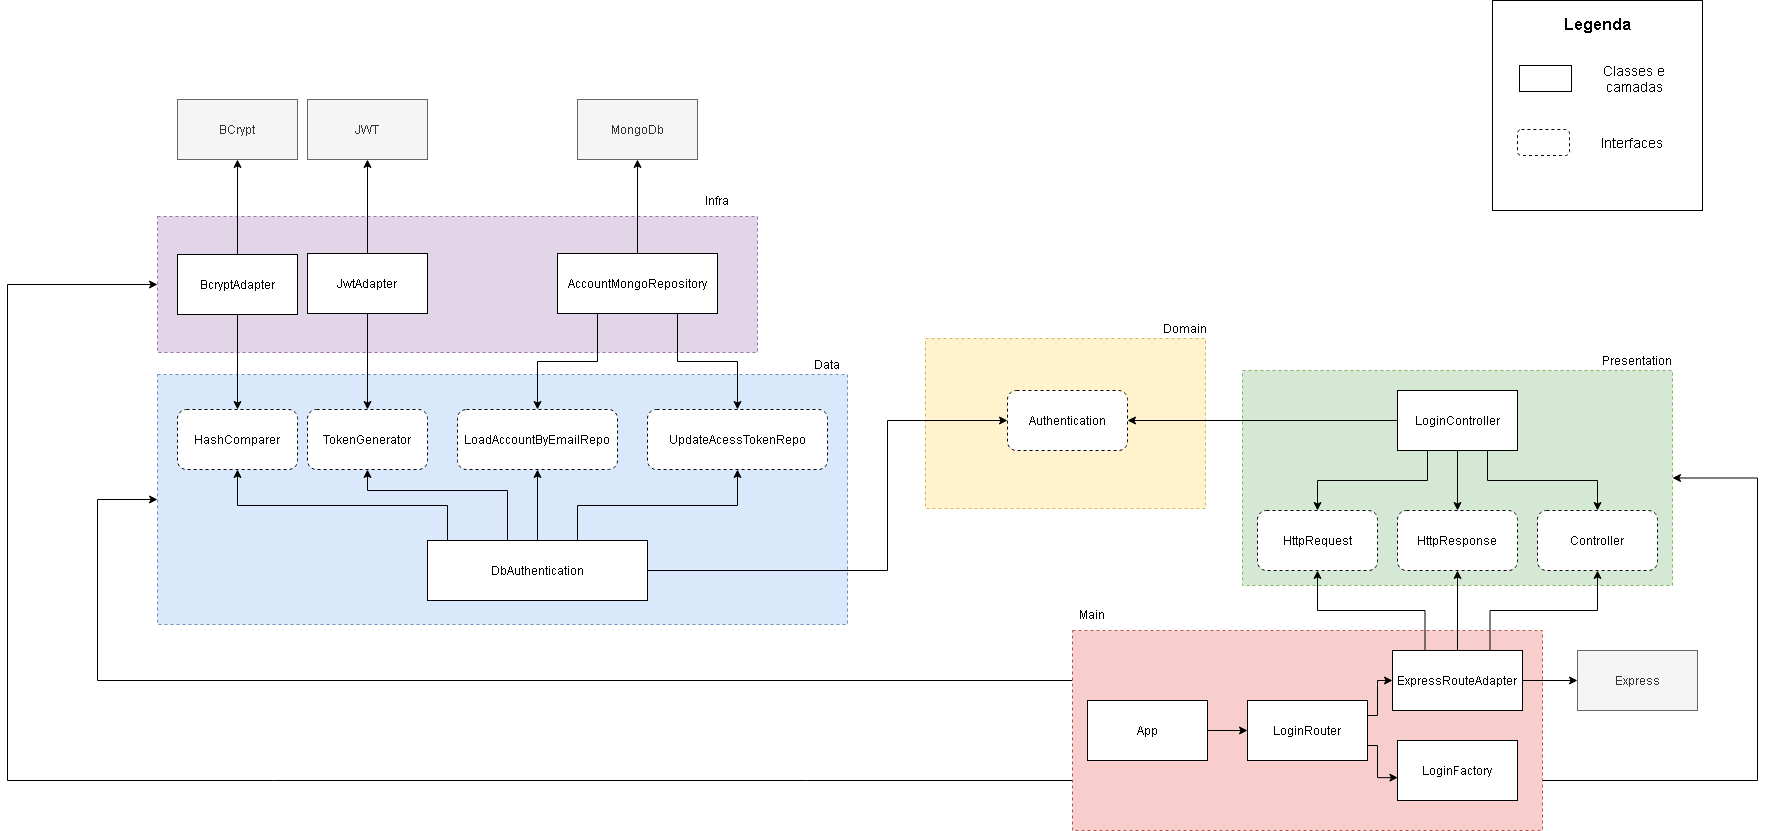 Legenda
Classes e
camadas
Interfaces
BCrypt
JWT
MongoDb
Infra
BcryptAdapter
JwtAdapter
AccountMongoRepository
Domain
Data
Presentation
HashComparer
TokenGenerator
LoadAccountByEmailRepo
UpdateAcessTokenRepo
Authentication
LoginController
HttpRequest
HttpResponse
Controller
DbAuthentication
Main
ExpressRouteAdapter
Express
App
LoginRouter
LoginFactory